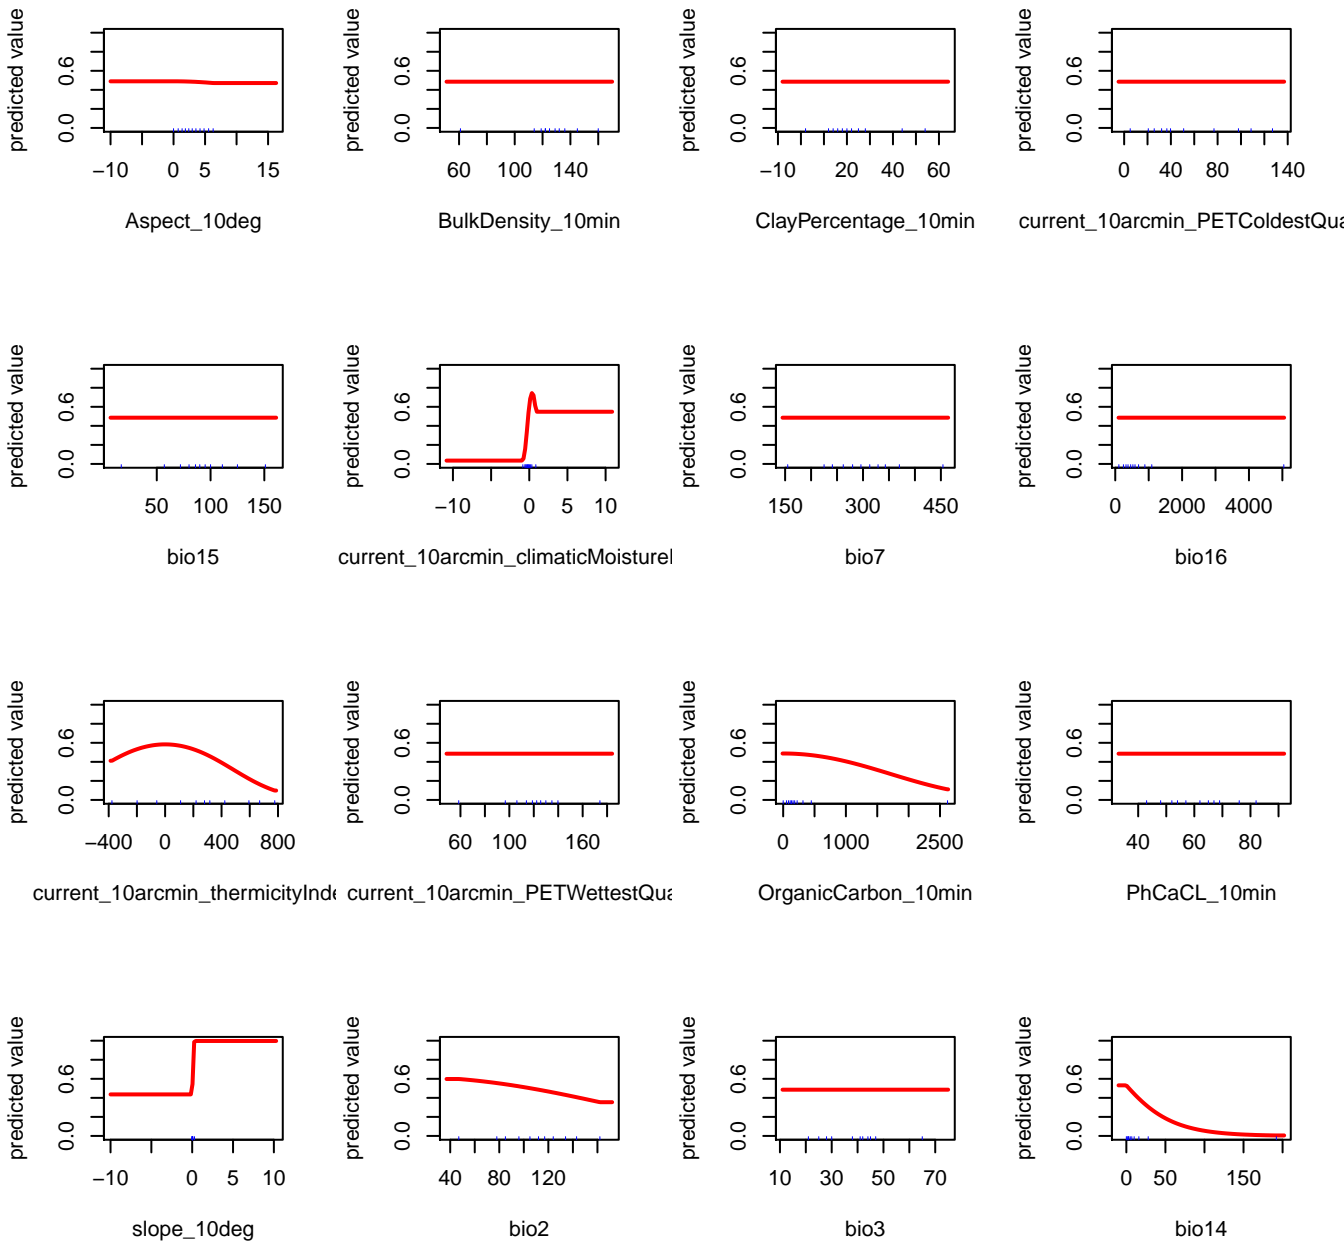 predicted value 0.0 0.6 −10 0 5 15 Aspect_10deg
predicted value 0.0 0.6 60 100 140 BulkDensity_10min
predicted value 0.0 0.6 −10 20 40 60 ClayPercentage_10min
predicted value 0.0 0.6 0 40 80 140 current_10arcmin_PETColdestQua
predicted value 0.0 0.6 50 100 150 bio15
predicted value 0.0 0.6 −10 0 5 10 current_10arcmin_climaticMoistureI
predicted value 0.0 0.6 150 300 450 bio7
predicted value 0.0 0.6 0 2000 4000 bio16
predicted value 0.0 0.6 −400 0 400 800 current_10arcmin_thermicityInde
predicted value 0.0 0.6 60 100 160 current_10arcmin_PETWettestQua
predicted value 0.0 0.6 0 1000 2500 OrganicCarbon_10min
predicted value 0.0 0.6 40 60 80 PhCaCL_10min
predicted value 0.0 0.6 −10 0 5 10 slope_10deg
predicted value 0.0 0.6 40 80 120 bio2
predicted value 0.0 0.6 10 30 50 70 bio3
predicted value 0.0 0.6 0 50 150 bio14